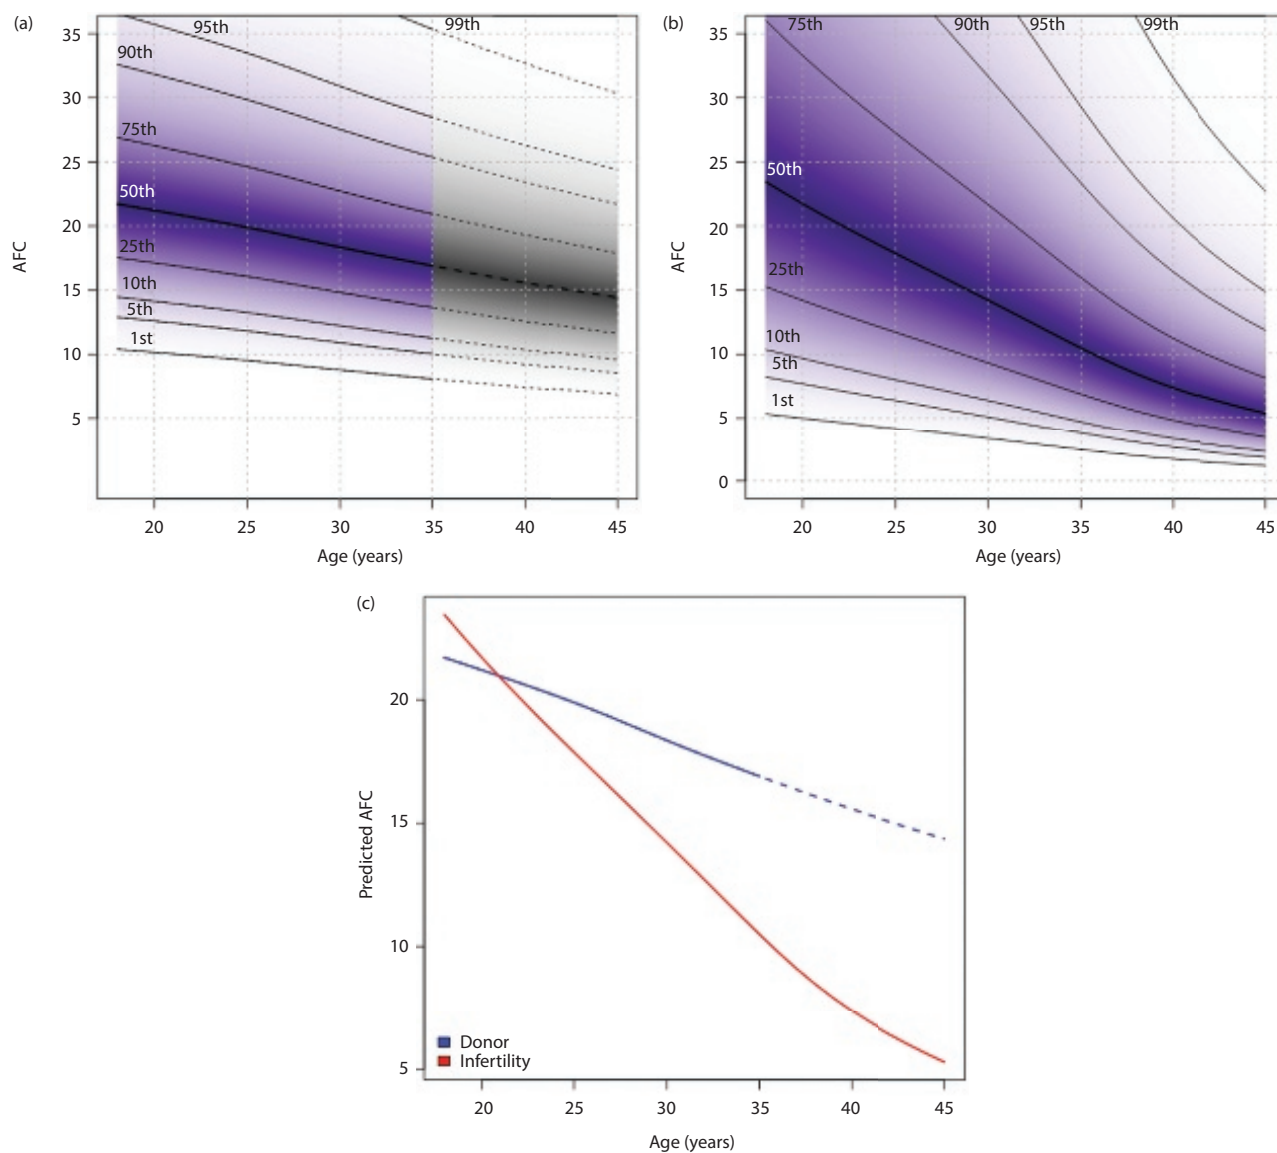 (a)
AFC
35
30
25
20
15
10
5
95th
99th
90th
75th
50th
25th
10th
5th
1st
20 25 30 35 40 45
Age (years)
(b)
AFC
35
30
25
20
15
10
5
0
75th 90th 95th 99th
50th
25th
10th
5th
1st
20 25 30 35 40 45
Age (years)
(c)
Predicted AFC
20
15
10
5
Donor
Infertility
20 25 30 35 40 45
Age (years)